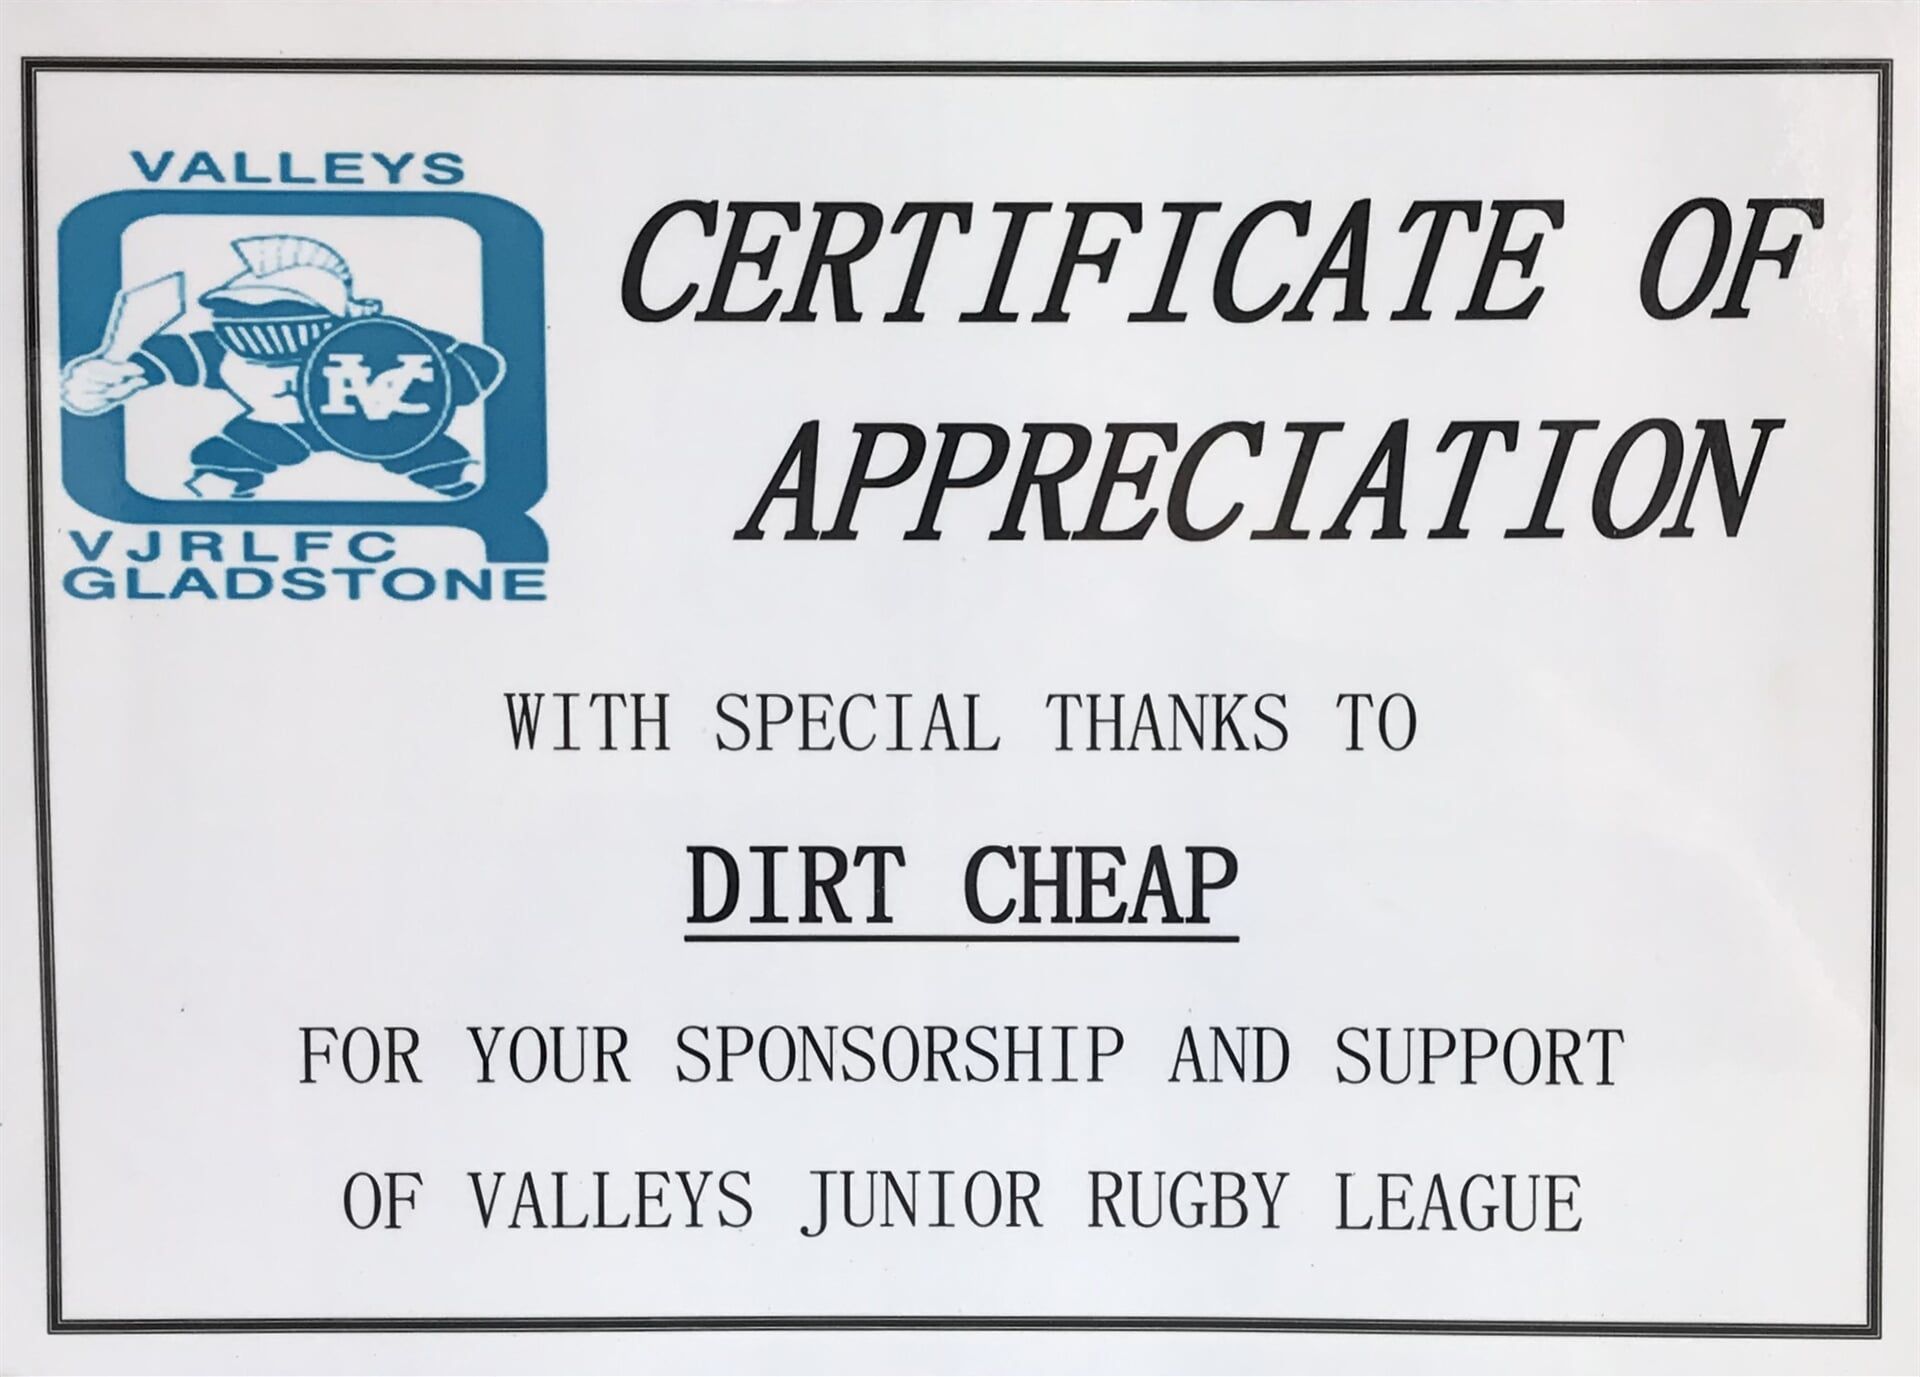 VALLEYS
VJRLFC
GLADSTONE
CERTIFICATE OF
APPRECIATION
WITH SPECIAL THANKS TO
DIRT CHEAP
FOR YOUR SPONSORSHIP AND SUPPORT
OF VALLEYS JUNIOR RUGBY LEAGUE